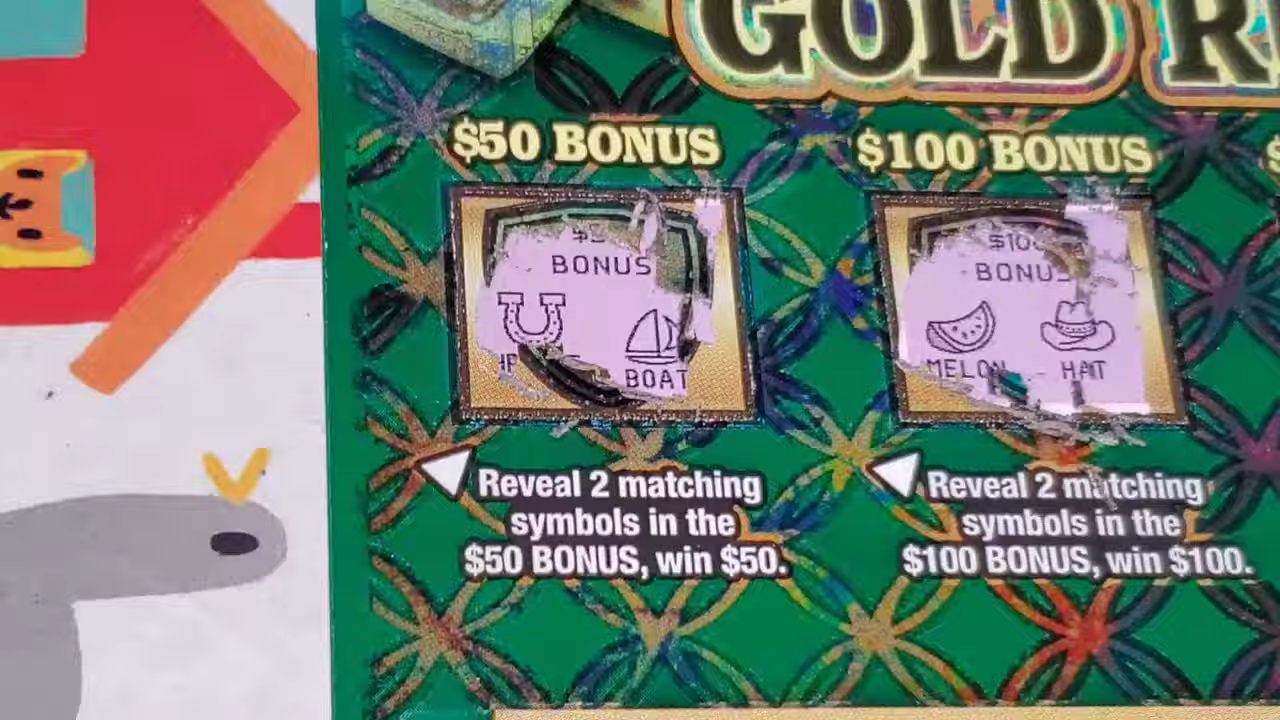 GOLD R
$50 BONUS
$100 BONUS
BONUS
BOAT
$100
BONUS
MELON
HAT
Reveal 2 matching
symbols in the
$50 BONUS, win $50.
Reveal 2 matching
symbols in the
$100 BONUS, win $100.